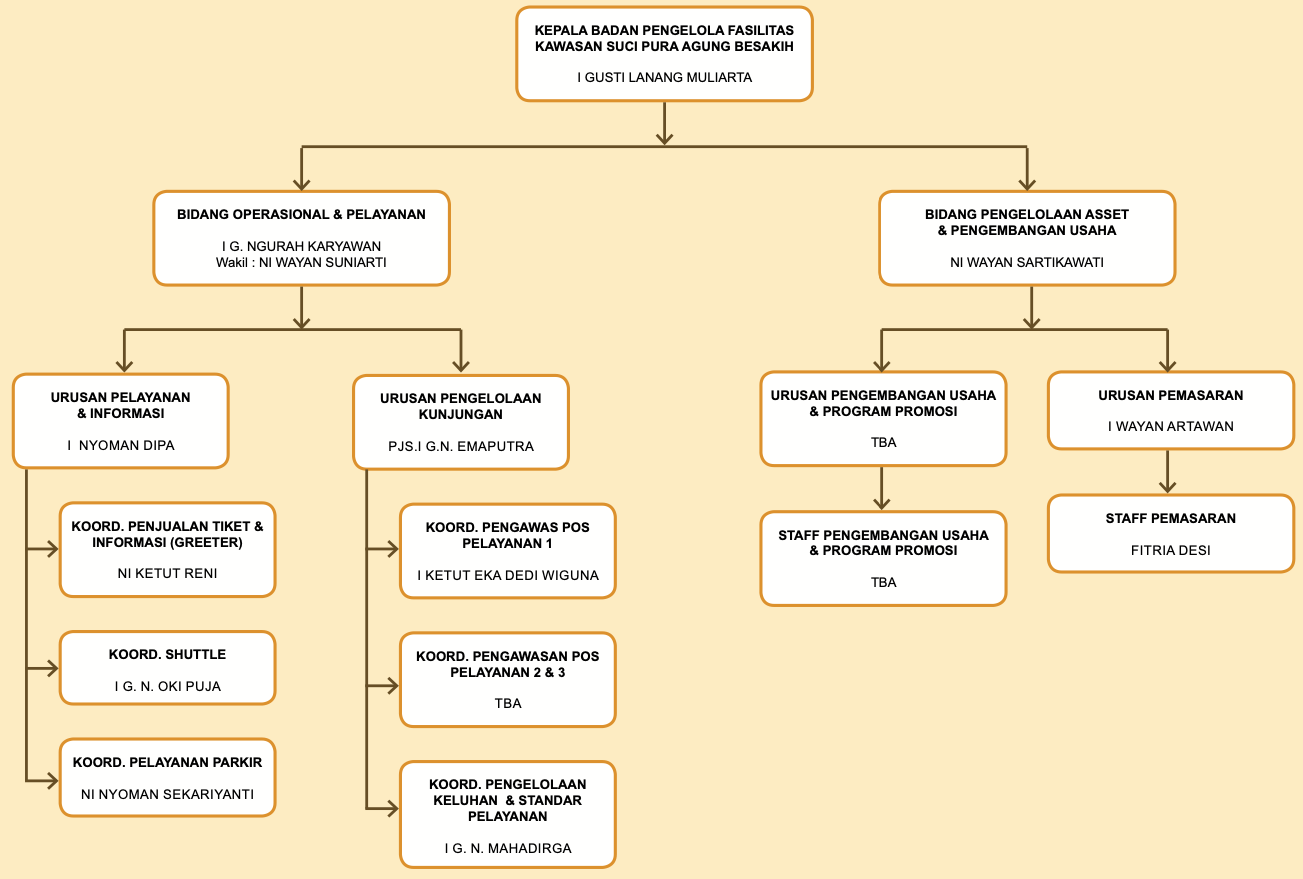 KEPALA BADAN PENGELOLA FASILITAS
KAWASAN SUCI PURA AGUNG BESAKIH
I GUSTI LANANG MULIARTA
BIDANG OPERASIONAL & PELAYANAN
I G. NGURAH KARYAWAN
Wakil : NI WAYAN SUNIARTI
BIDANG PENGELOLAAN ASSET
& PENGEMBANGAN USAHA
NI WAYAN SARTIKAWATI
URUSAN PELAYANAN
& INFORMASI
I NYOMAN DIPA
URUSAN PENGELOLAAN
KUNJUNGAN
PJS.I G.N. EMAPUTRA
URUSAN PENGEMBANGAN USAHA
& PROGRAM PROMOSI
TBA
URUSAN PEMASARAN
I WAYAN ARTAWAN
KOORD. PENJUALAN TIKET &
INFORMASI (GREETER)
NI KETUT RENI
KOORD. PENGAWAS POS
PELAYANAN 1
I KETUT EKA DEDI WIGUNA
STAFF PENGEMBANGAN USAHA
& PROGRAM PROMOSI
TBA
STAFF PEMASARAN
FITRIA DESI
KOORD. SHUTTLE
I G. N. OKI PUJA
KOORD. PENGAWASAN POS
PELAYANAN 2 & 3
TBA
KOORD. PELAYANAN PARKIR
NI NYOMAN SEKARIYANTI
KOORD. PENGELOLAAN
KELUHAN & STANDAR
PELAYANAN
I G. N. MAHADIRGA